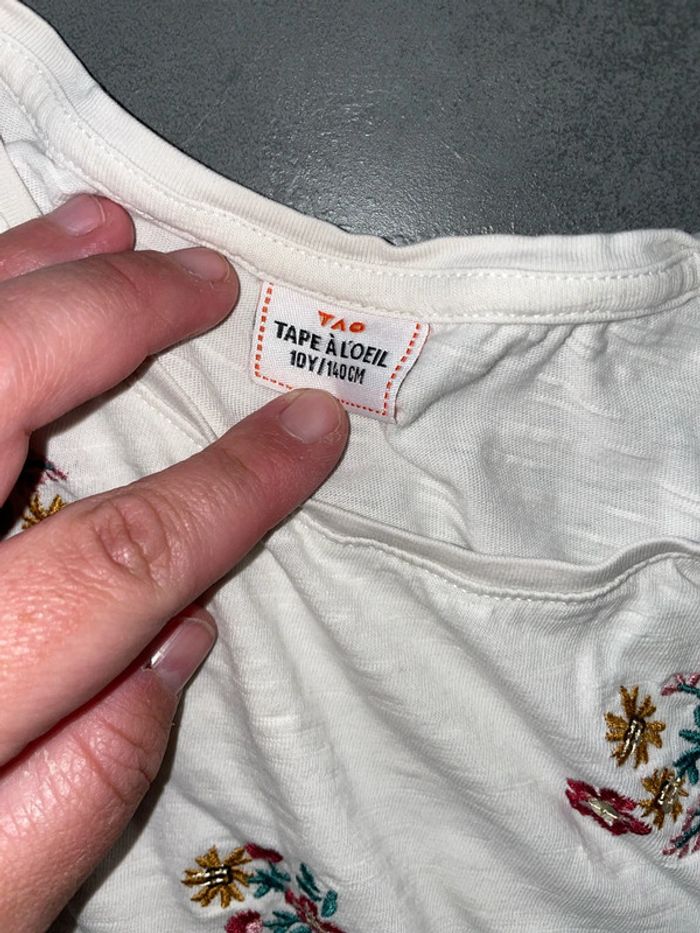 TAO
TAPE À L'OEIL
10Y/140CM